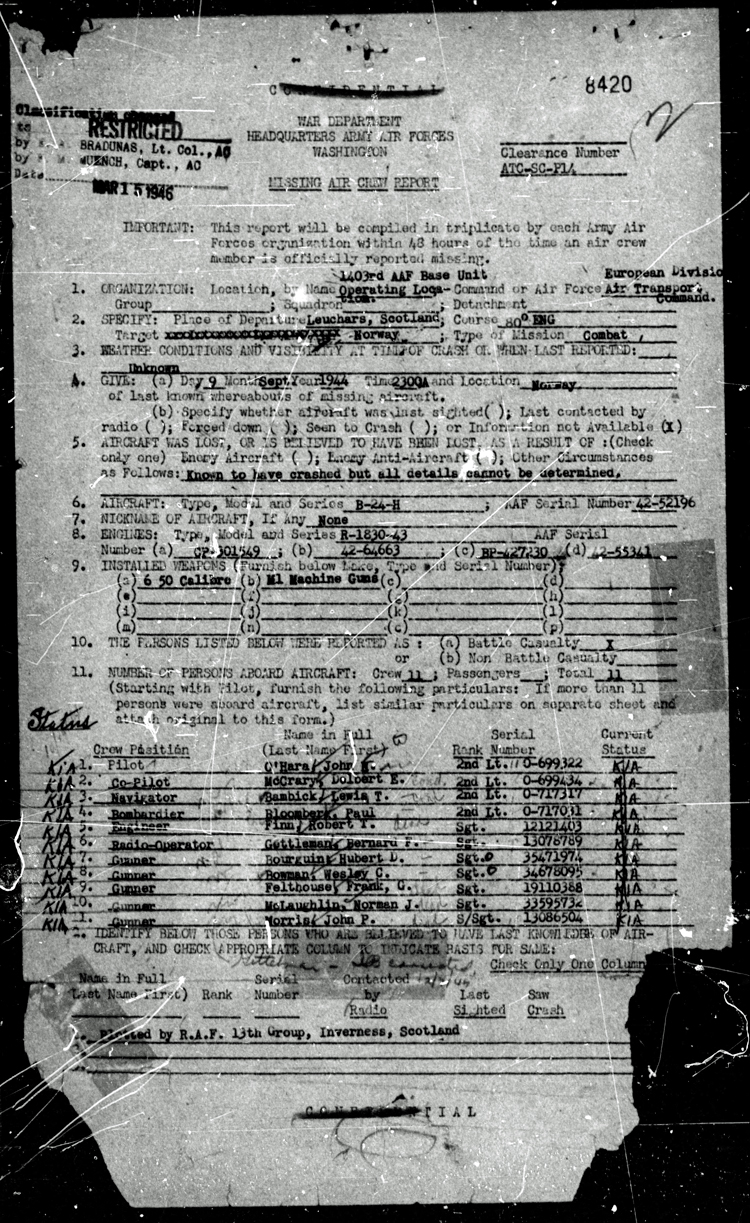 CONFIDENTIAL
8420
2
Classification changed
to RESTRICTED
by BRADUNAS, Lt. Col., AC
by MUENCH, Capt., AC
Date MAR 15 1946
WAR DEPARTMENT
HEADQUARTERS ARMY AIR FORCES
WASHINGTON
Clearance Number
ATC-SC-F14
MISSING AIR CREW REPORT
IMPORTANT: This report will be compiled in triplicate by each Army Air
Forces organization within 48 hours of the time an air crew
member is officially reported missing.
1403rd AAF Base Unit European Divisio
1. ORGANIZATION: Location, by Name Operating Loca- Command or Air Force Air Transport
tion. Command.
Group ; Squadron ; Detachment
2. SPECIFY: Place of Departure Leuchars, Scotland; Course 80° ENG
Target Norway ; Type of Mission Combat ,
3. WEATHER CONDITIONS AND VISIBILITY AT TIME OF CRASH OR WHEN LAST REPORTED:
Unknown
4. GIVE: (a) Day 9 Month Sept. Year 1944 Time 2300A and Location Norway
of last known whereabouts of missing aircraft.
(b) Specify whether aircraft was last sighted( ); Last contacted by
radio ( ); Forced down ( ); Seen to Crash ( ); or Information not Available (X)
5. AIRCRAFT WAS LOST, OR IS BELIEVED TO HAVE BEEN LOST, AS A RESULT OF :(Check
only one) Enemy Aircraft ( ); Enemy Anti-Aircraft ( ); Other Circumstances
as Follows: Known to have crashed but all details cannot be determined.
6. AIRCRAFT: Type, Model and Series B-24-H ; AAF Serial Number 42-52196
7. NICKNAME OF AIRCRAFT, If Any None
8. ENGINES: Type, Model and Series R-1830-43 AAF Serial
Number (a) CP-301549 ; (b) 42-64663 ; (c) BP-427230 (d) 42-55341
9. INSTALLED WEAPONS (Furnish below Make, Type and Serial Number);
(a) 6 50 Calibre (b) M1 Machine Guns (c) (d)
(e) (f) (g) (h)
(i) (j) (k) (l)
(m) (n) (o) (p)
10. THE PERSONS LISTED BELOW WERE REPORTED AS : (a) Battle Casualty X
or (b) Non Battle Casualty
11. NUMBER OF PERSONS ABOARD AIRCRAFT: Crew 11 ; Passengers ; Total 11
(Starting with Pilot, furnish the following particulars: If more than 11
persons were aboard aircraft, list similar particulars on separate sheet and
attach original to this form.)
Status
Name in Full Serial Current
Crew Position (Last Name First) Rank Number Status
KIA 1. Pilot O'Hara, John 2nd Lt. 0-699322 KIA
KIA 2. Co-Pilot McCrary, Dolbert E. 2nd Lt. 0-699434 KIA
KIA 3. Navigator Bambick, Lewis T. 2nd Lt. 0-717317 KIA
KIA 4. Bombardier Bloomberg, Paul 2nd Lt. 0-717031 KIA
KIA 5. Engineer Finn, Robert Y. Sgt. 12121403 KIA
KIA 6. Radio-Operator Gettleman, Bernard F. Sgt. 13078789 KIA
KIA 7. Gunner Bourguin, Hubert D. Sgt. 35471974 KIA
KIA 8. Gunner Bowman, Wesley C. Sgt. 34678095 KIA
KIA 9. Gunner Felthouse, Frank, G. Sgt. 19110388 KIA
KIA 10. Gunner McLaughlin, Norman J. Sgt. 33595732 KIA
KIA 11. Gunner Morris, John P. S/Sgt. 13086504 KIA
2. IDENTIFY BELOW THOSE PERSONS WHO ARE BELIEVED TO HAVE LAST KNOWLEDGE OF AIR-
CRAFT, AND CHECK APPROPRIATE COLUMN TO INDICATE BASIS FOR SAME:
Check Only One Column
Name in Full Serial Contacted
Last Name First) Rank Number by Last Saw
Radio Sighted Crash
Plotted by R.A.F. 13th Group, Inverness, Scotland
CONFIDENTIAL